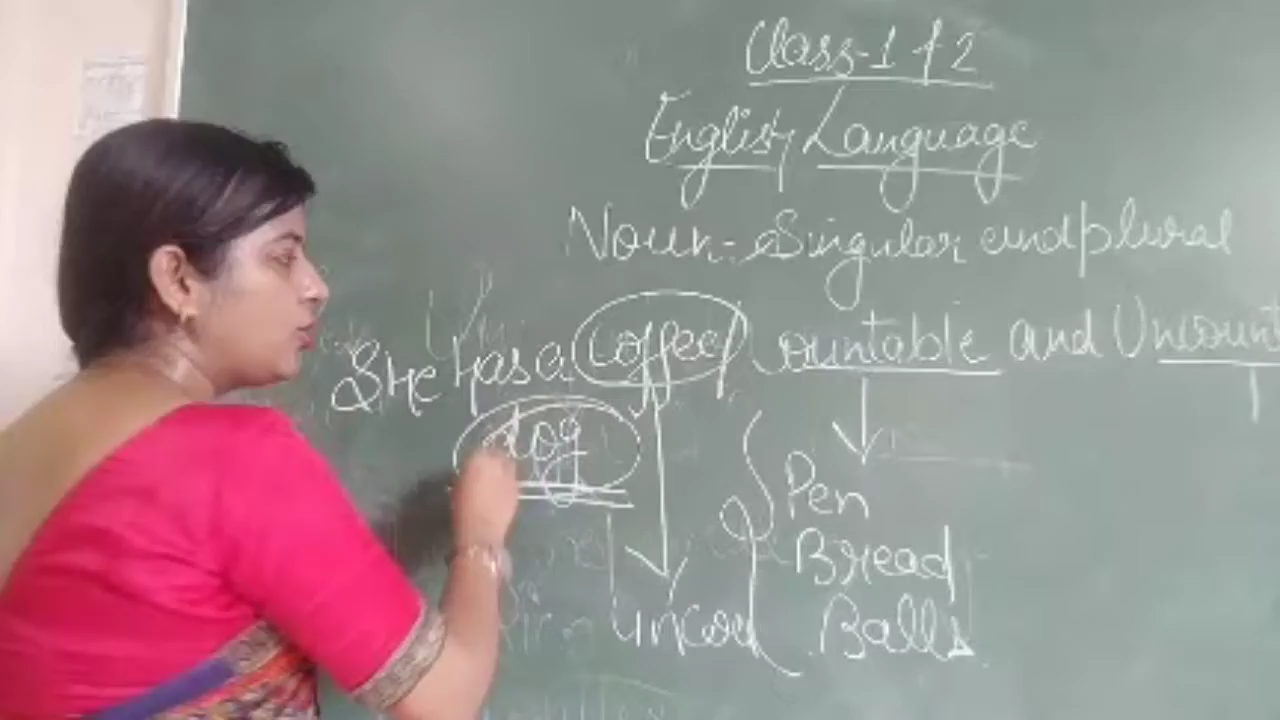 Class-1 & 2
English Language
Noun:- Singular and plural
She Has a coffee
countable and Uncount
dog
Pen
Bread
uncou
Balls